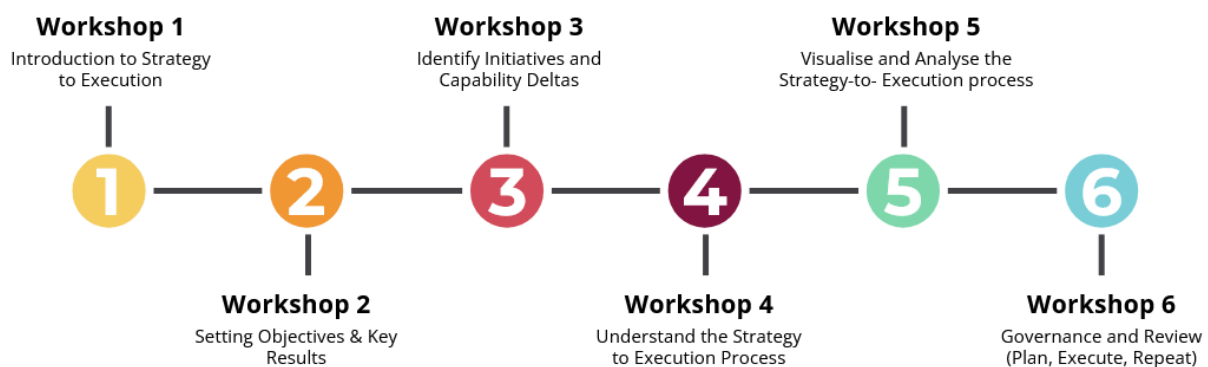 Workshop 1
Introduction to Strategy
to Execution
Workshop 3
Identify Initiatives and
Capability Deltas
Workshop 5
Visualise and Analyse the
Strategy-to- Execution process
1
2
3
4
5
6
Workshop 2
Setting Objectives & Key
Results
Workshop 4
Understand the Strategy
to Execution Process
Workshop 6
Governance and Review
(Plan, Execute, Repeat)